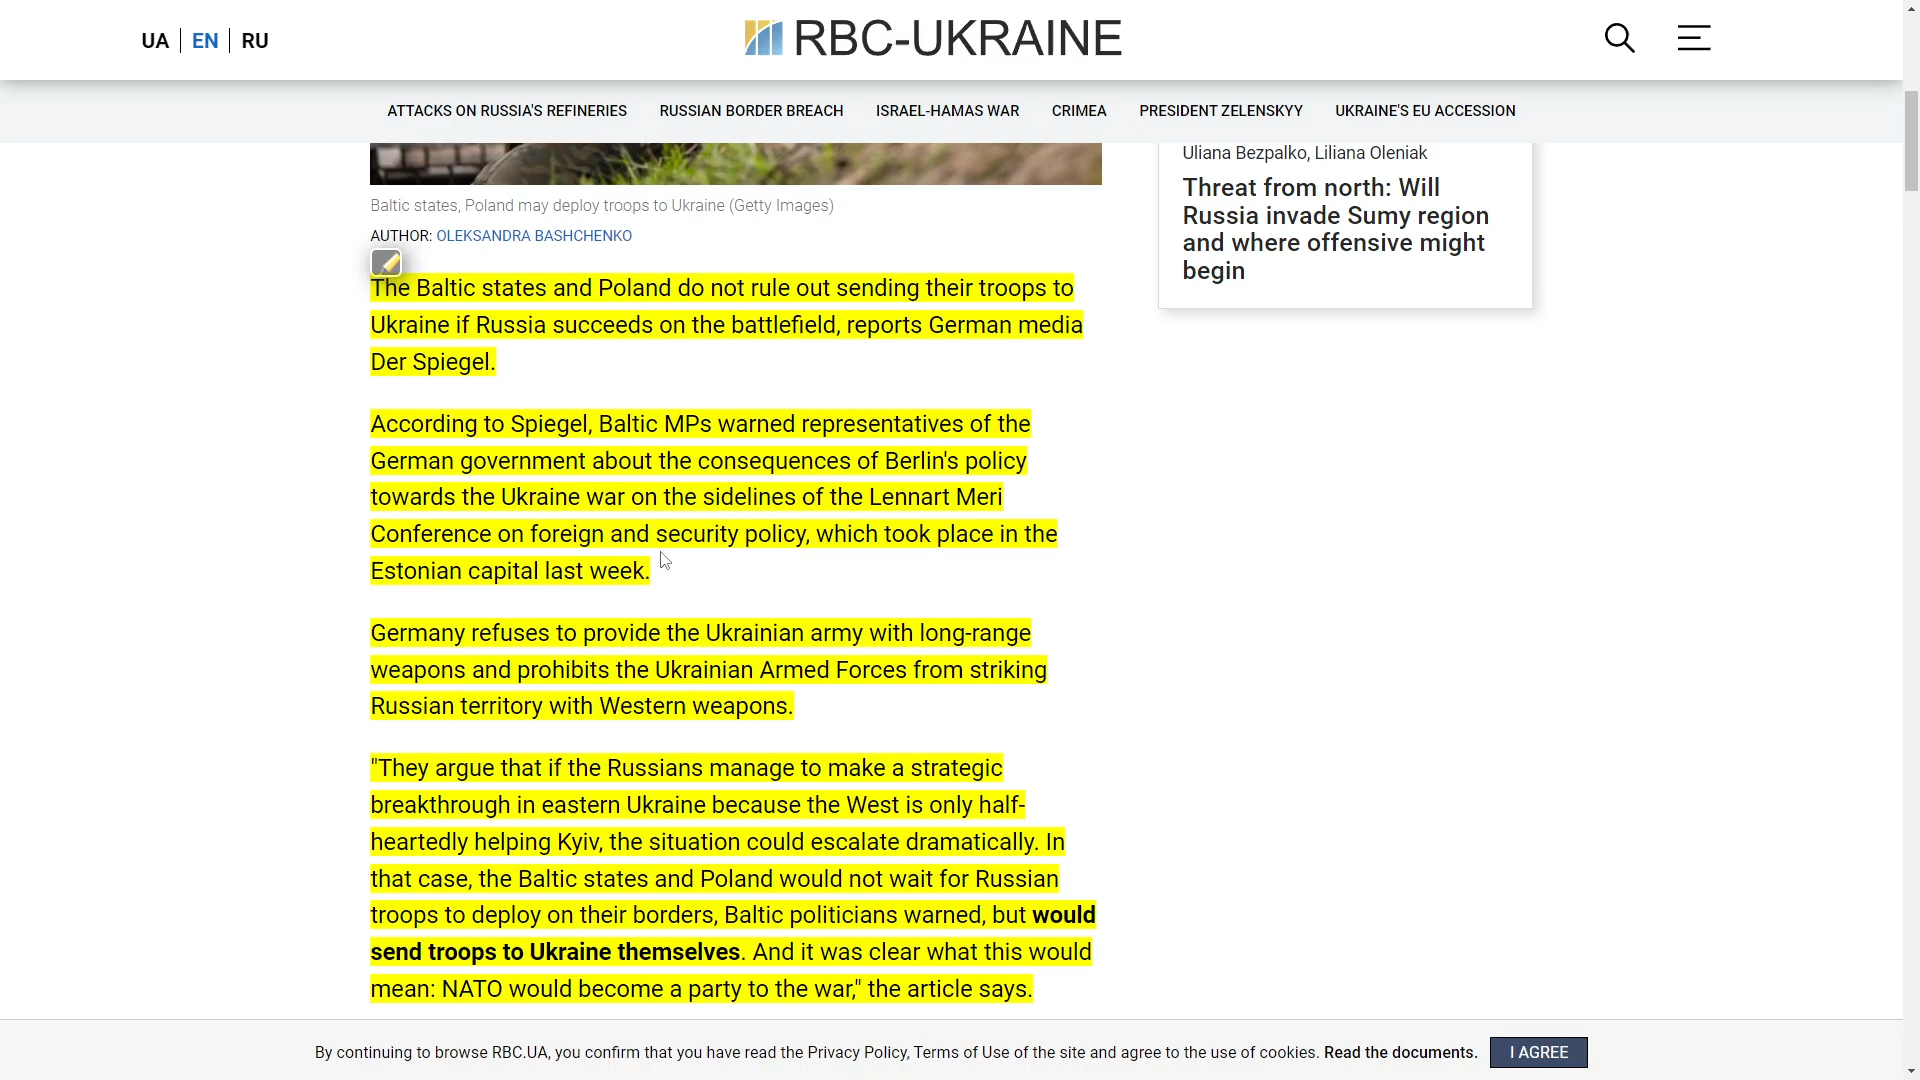 UA EN RU
RBC-UKRAINE
ATTACKS ON RUSSIA'S REFINERIES RUSSIAN BORDER BREACH ISRAEL-HAMAS WAR CRIMEA PRESIDENT ZELENSKYY UKRAINE'S EU ACCESSION
Baltic states, Poland may deploy troops to Ukraine (Getty Images)
AUTHOR: OLEKSANDRA BASHCHENKO
The Baltic states and Poland do not rule out sending their troops to
Ukraine if Russia succeeds on the battlefield, reports German media
Der Spiegel.
According to Spiegel, Baltic MPs warned representatives of the
German government about the consequences of Berlin's policy
towards the Ukraine war on the sidelines of the Lennart Meri
Conference on foreign and security policy, which took place in the
Estonian capital last week.
Germany refuses to provide the Ukrainian army with long-range
weapons and prohibits the Ukrainian Armed Forces from striking
Russian territory with Western weapons.
"They argue that if the Russians manage to make a strategic
breakthrough in eastern Ukraine because the West is only half-
heartedly helping Kyiv, the situation could escalate dramatically. In
that case, the Baltic states and Poland would not wait for Russian
troops to deploy on their borders, Baltic politicians warned, but would
send troops to Ukraine themselves. And it was clear what this would
mean: NATO would become a party to the war," the article says.
Uliana Bezpalko, Liliana Oleniak
Threat from north: Will
Russia invade Sumy region
and where offensive might
begin
By continuing to browse RBC.UA, you confirm that you have read the Privacy Policy, Terms of Use of the site and agree to the use of cookies. Read the documents. I AGREE